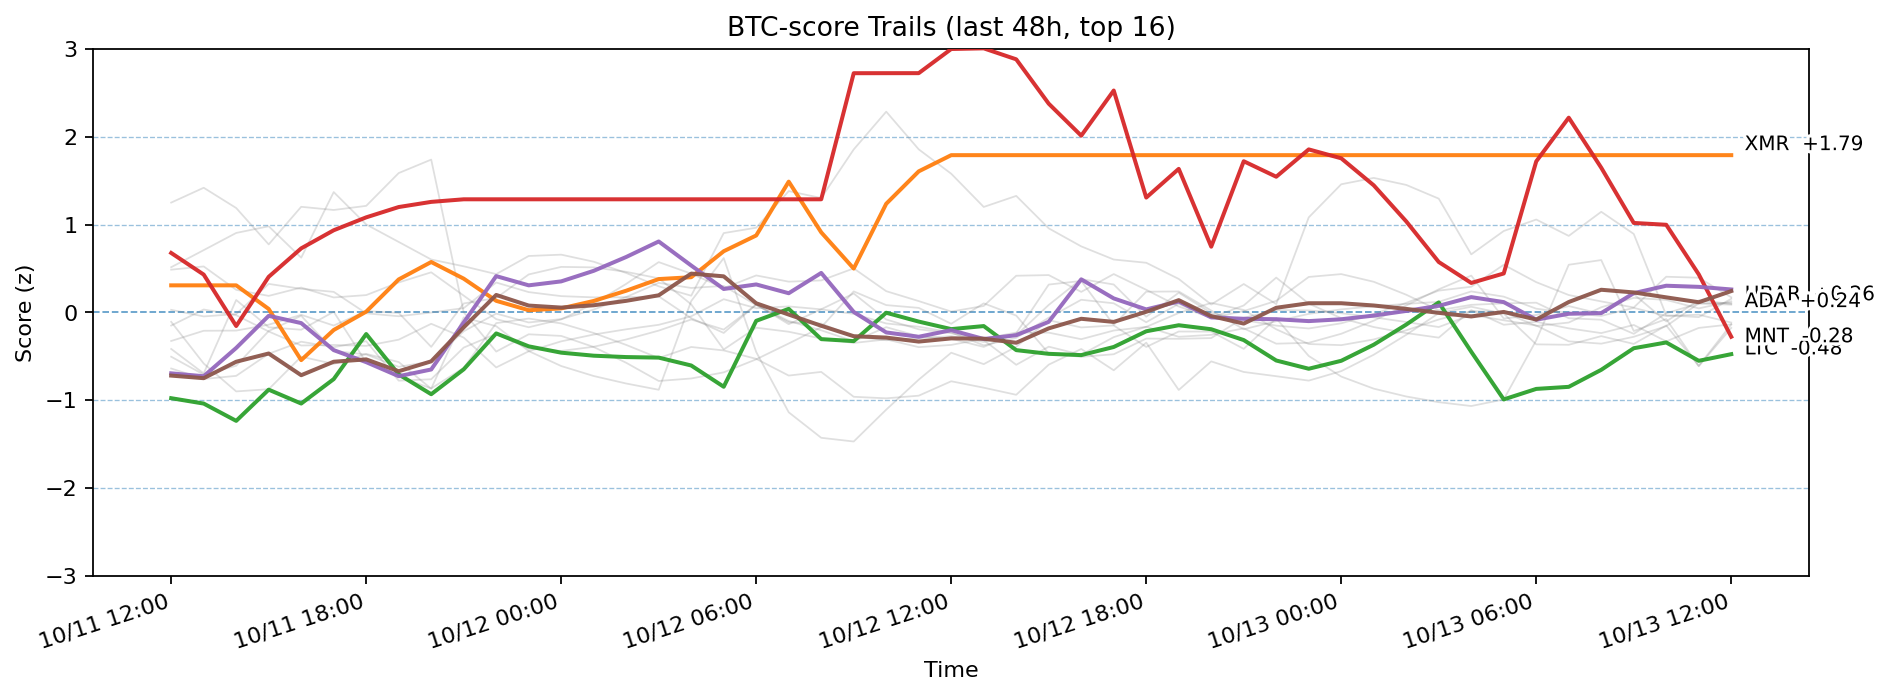 BTC-score Trails (last 48h, top 16)
Score (z)
3
2
1
0
−1
−2
−3
XMR +1.79
ADA +0.24
MNT -0.28
LTC -0.48
10/11 12:00
10/11 18:00
10/12 00:00
10/12 06:00
10/12 12:00
10/12 18:00
10/13 00:00
10/13 06:00
10/13 12:00
Time